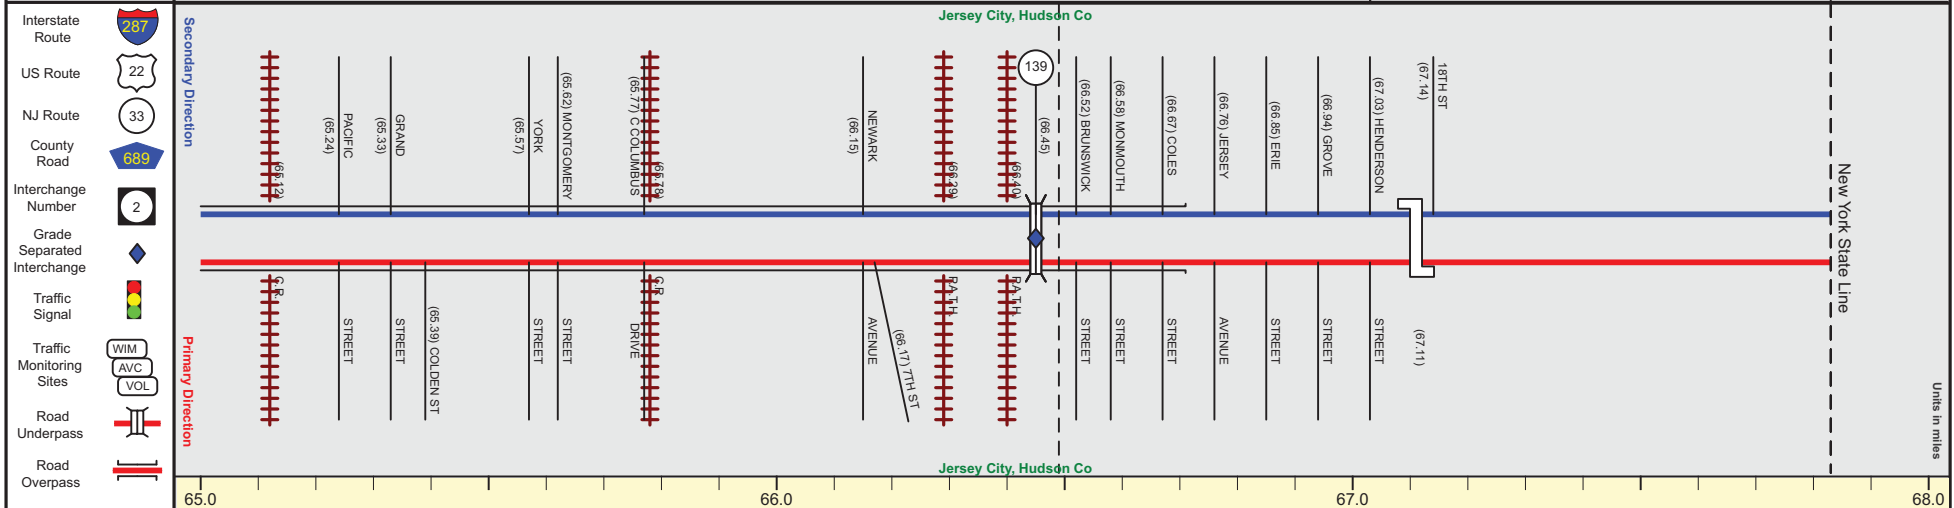 Interstate
Route
287
US Route
22
NJ Route
33
County
Road
689
Interchange
Number
2
Grade
Separated
Interchange
Traffic
Signal
Traffic
Monitoring
Sites
WIM
AVC
VOL
Road
Underpass
Road
Overpass
Secondary Direction
Primary Direction
Jersey City, Hudson Co
(65.12)
C.R.
PACIFIC
(65.24)
STREET
GRAND
(65.33)
STREET
(65.39) COLDEN ST
YORK
(65.57)
STREET
(65.62) MONTGOMERY
STREET
(65.77) C COLUMBUS
DRIVE
(65.78)
C.R.
NEWARK
(66.15)
AVENUE
(66.17) 7TH ST
(66.29)
P.A.T.H.
(66.40)
P.A.T.H.
139
(66.45)
(66.52) BRUNSWICK
STREET
(66.58) MONMOUTH
STREET
(66.67) COLES
STREET
(66.76) JERSEY
AVENUE
(66.85) ERIE
STREET
(66.94) GROVE
STREET
(67.03) HENDERSON
STREET
18TH ST
(67.14)
(67.11)
New York State Line
Units in miles
Jersey City, Hudson Co
65.0
66.0
67.0
68.0